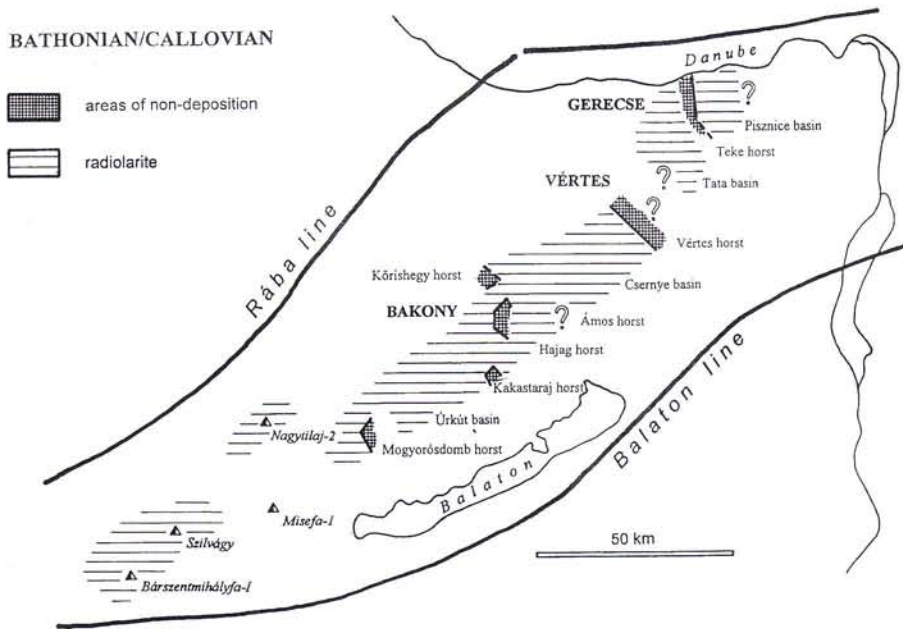 BATHONIAN/CALLOVIAN
areas of non-deposition
radiolarite
Danube
GERECSE
?
Pisznice basin
Teke horst
VÉRTES
?
Tata basin
?
Vértes horst
Rába line
Kőrishegy horst
Csernye basin
BAKONY
?
Ámos horst
Hajag horst
Balaton line
Kakastaraj horst
Úrkút basin
Nagytilaj-2
Mogyorósdomb horst
Balaton
Misefa-1
Szilvágy
50 km
Bárszentmihályfa-I